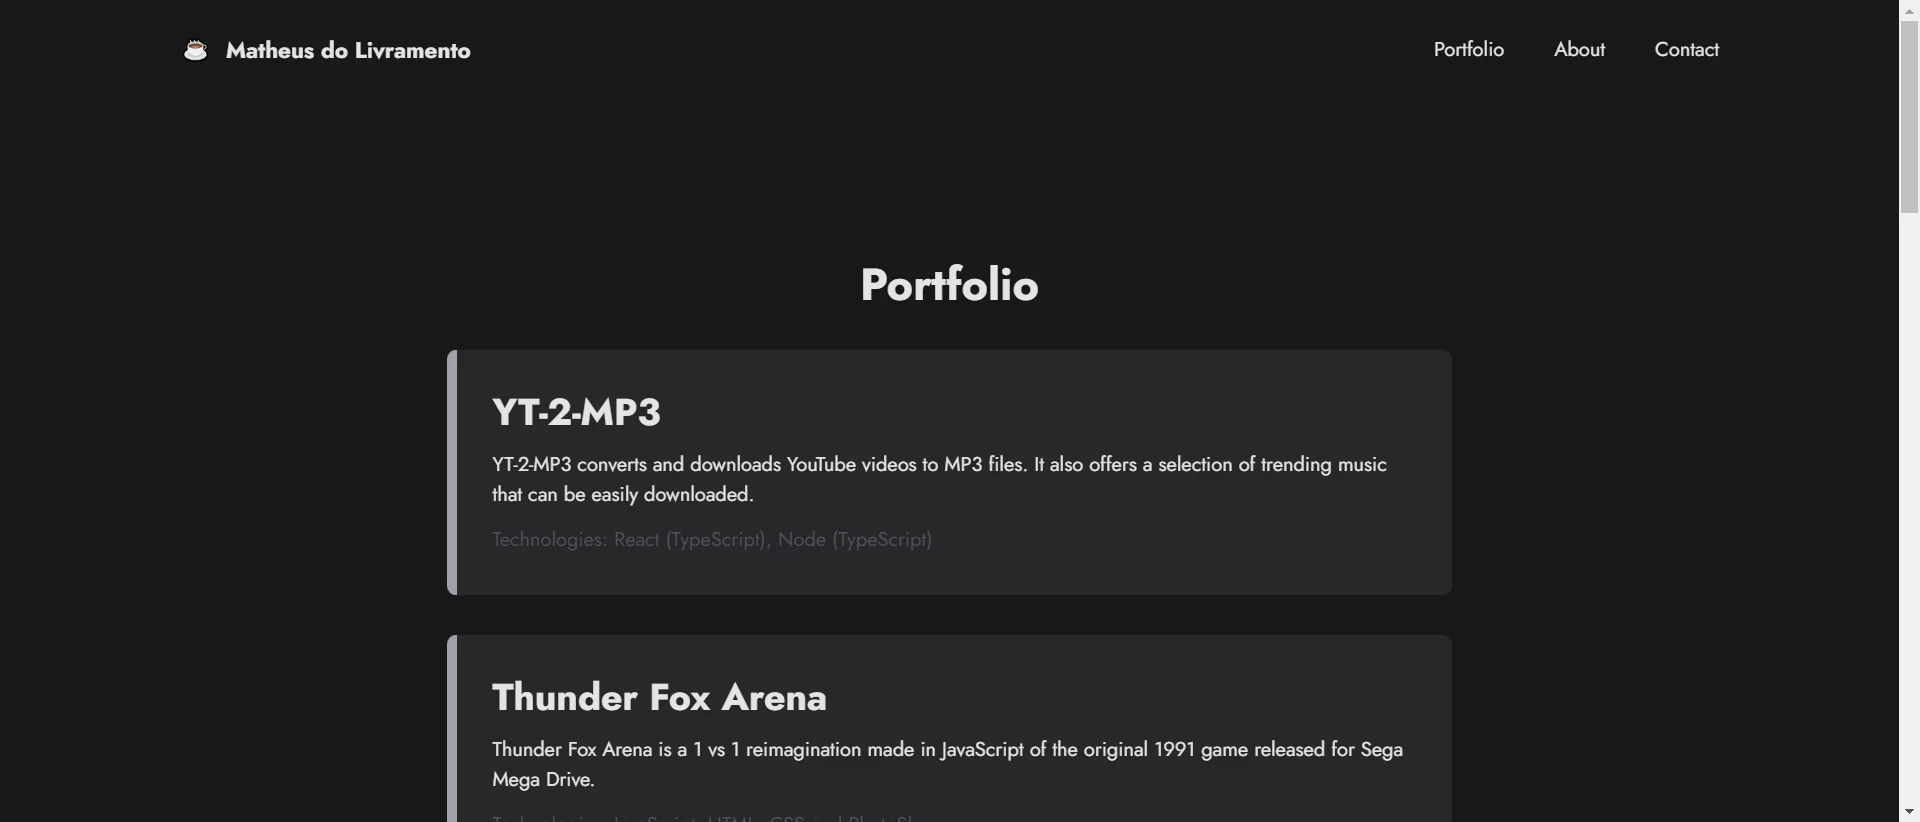 Matheus do Livramento
Portfolio
About
Contact
Portfolio
YT-2-MP3
YT-2-MP3 converts and downloads YouTube videos to MP3 files. It also offers a selection of trending music
that can be easily downloaded.
Technologies: React (TypeScript), Node (TypeScript)
Thunder Fox Arena
Thunder Fox Arena is a 1 vs 1 reimagination made in JavaScript of the original 1991 game released for Sega
Mega Drive.